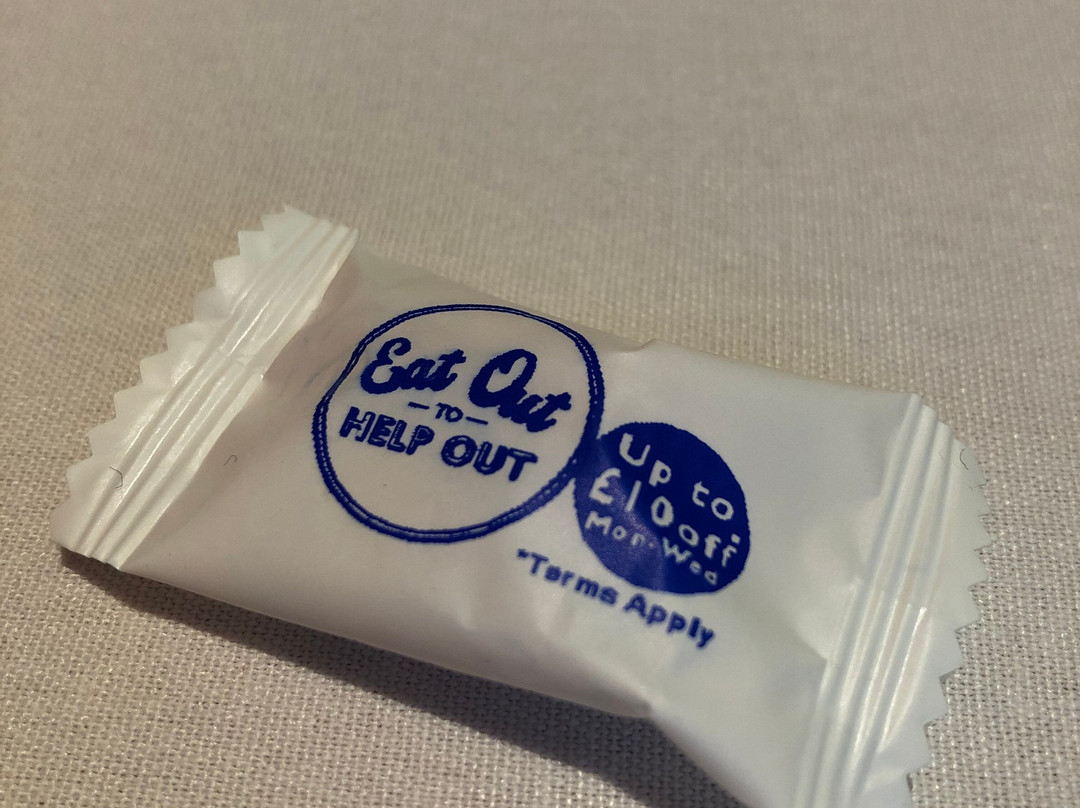 Eat Out
— TO —
HELP OUT
Up to
£10 off
Mon-Wed
*Terms Apply